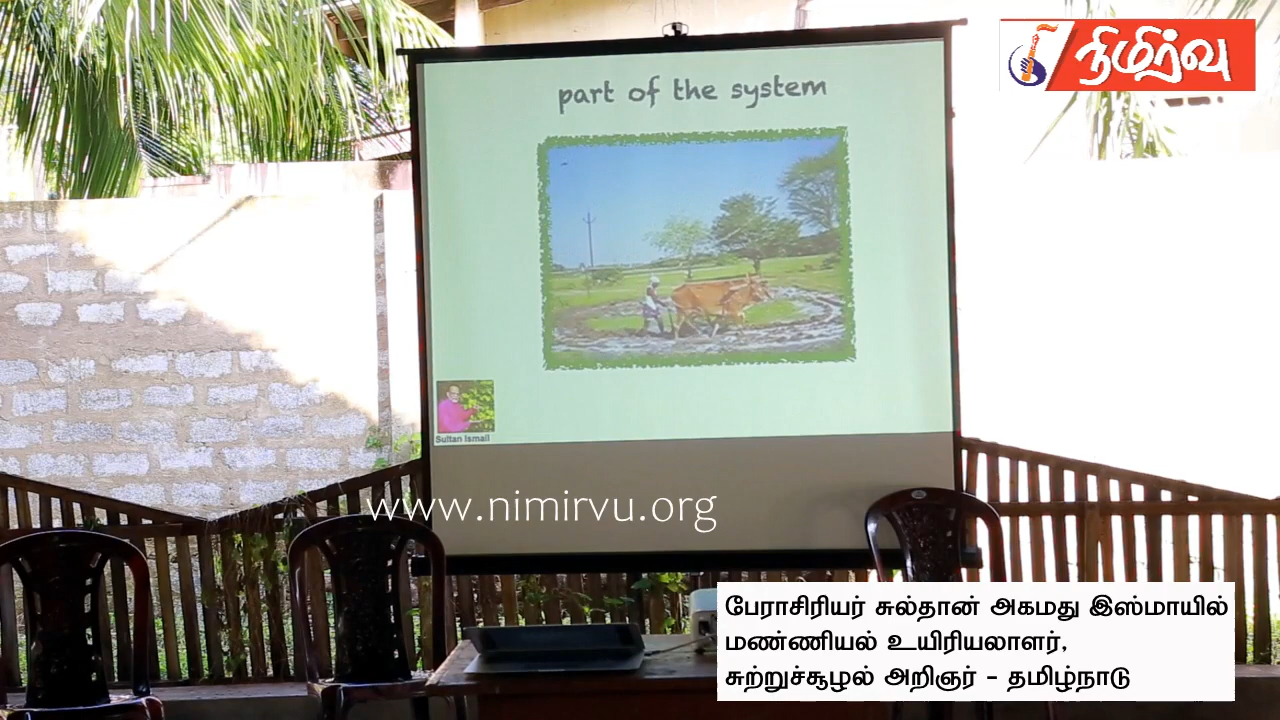 நிமிர்வு
part of the system
Sultan Ismail
www.nimirvu.org
பேராசிரியர் சுல்தான் அகமது இஸ்மாயில்
மண்ணியல் உயிரியலாளர்,
சுற்றுச்சூழல் அறிஞர் - தமிழ்நாடு